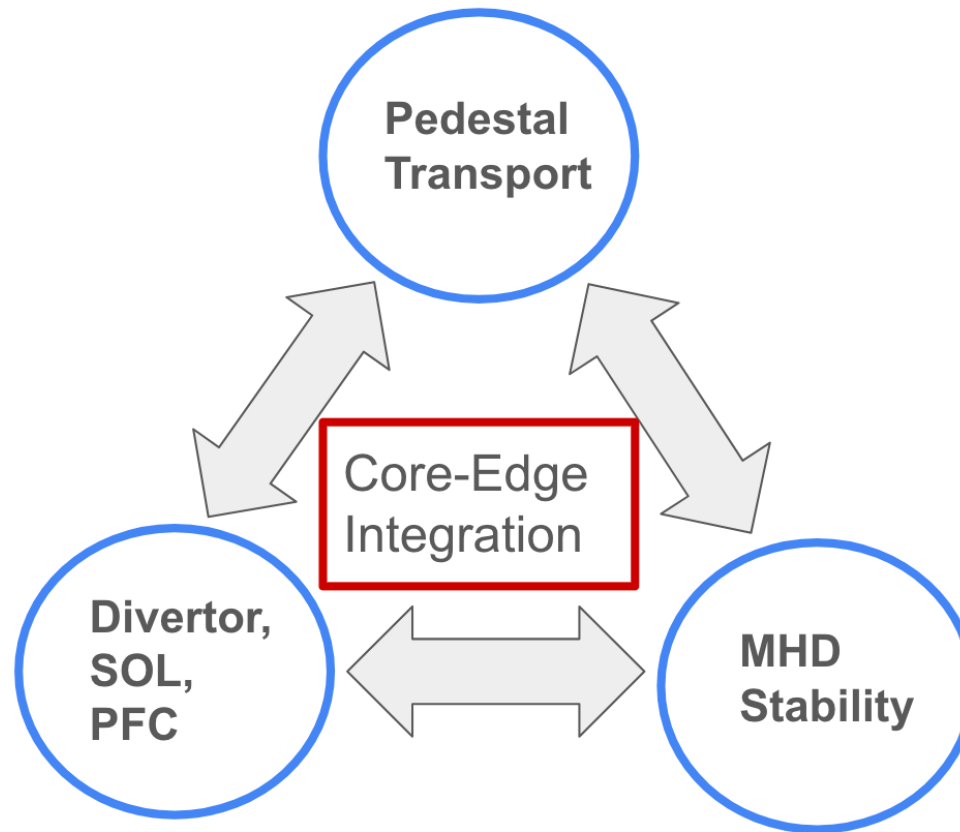 Pedestal
Transport
Core-Edge
Integration
Divertor,
SOL,
PFC
MHD
Stability